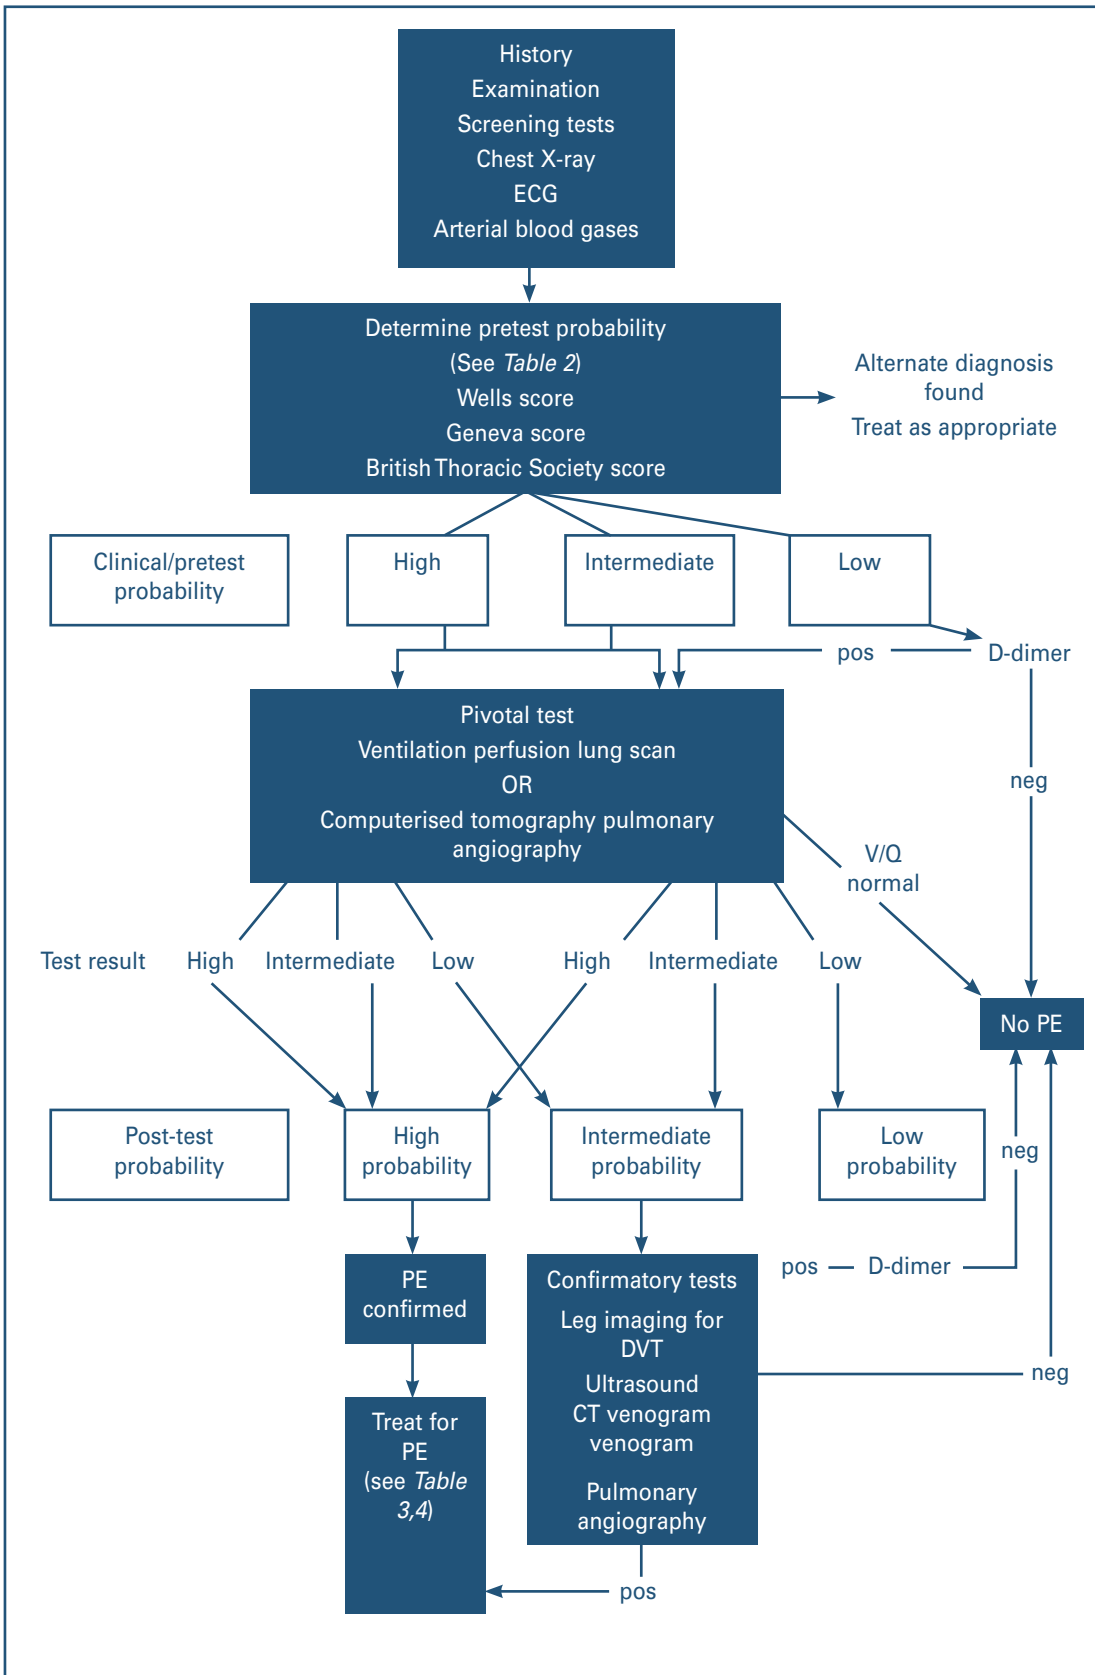 History
Examination
Screening tests
Chest X-ray
ECG
Arterial blood gases
Determine pretest probability
(See Table 2)
Wells score
Geneva score
British Thoracic Society score
Alternate diagnosis
found
Treat as appropriate
Clinical/pretest
probability
High
Intermediate
Low
pos
D-dimer
Pivotal test
Ventilation perfusion lung scan
OR
Computerised tomography pulmonary
angiography
neg
V/Q
normal
Test result
High
Intermediate
Low
High
Intermediate
Low
No PE
Post-test
probability
High
probability
Intermediate
probability
Low
probability
neg
PE
confirmed
Confirmatory tests
Leg imaging for
DVT
Ultrasound
CT venogram
venogram
Pulmonary
angiography
pos
D-dimer
neg
Treat for
PE
(see Table
3,4)
pos